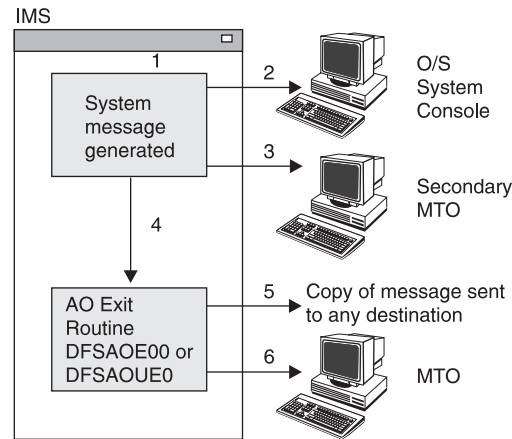 IMS
1
System
message
generated
2
O/S
System
Console
3
Secondary
MTO
4
AO Exit
Routine
DFSAOE00 or
DFSAOUE0
5
Copy of message sent
to any destination
6
MTO